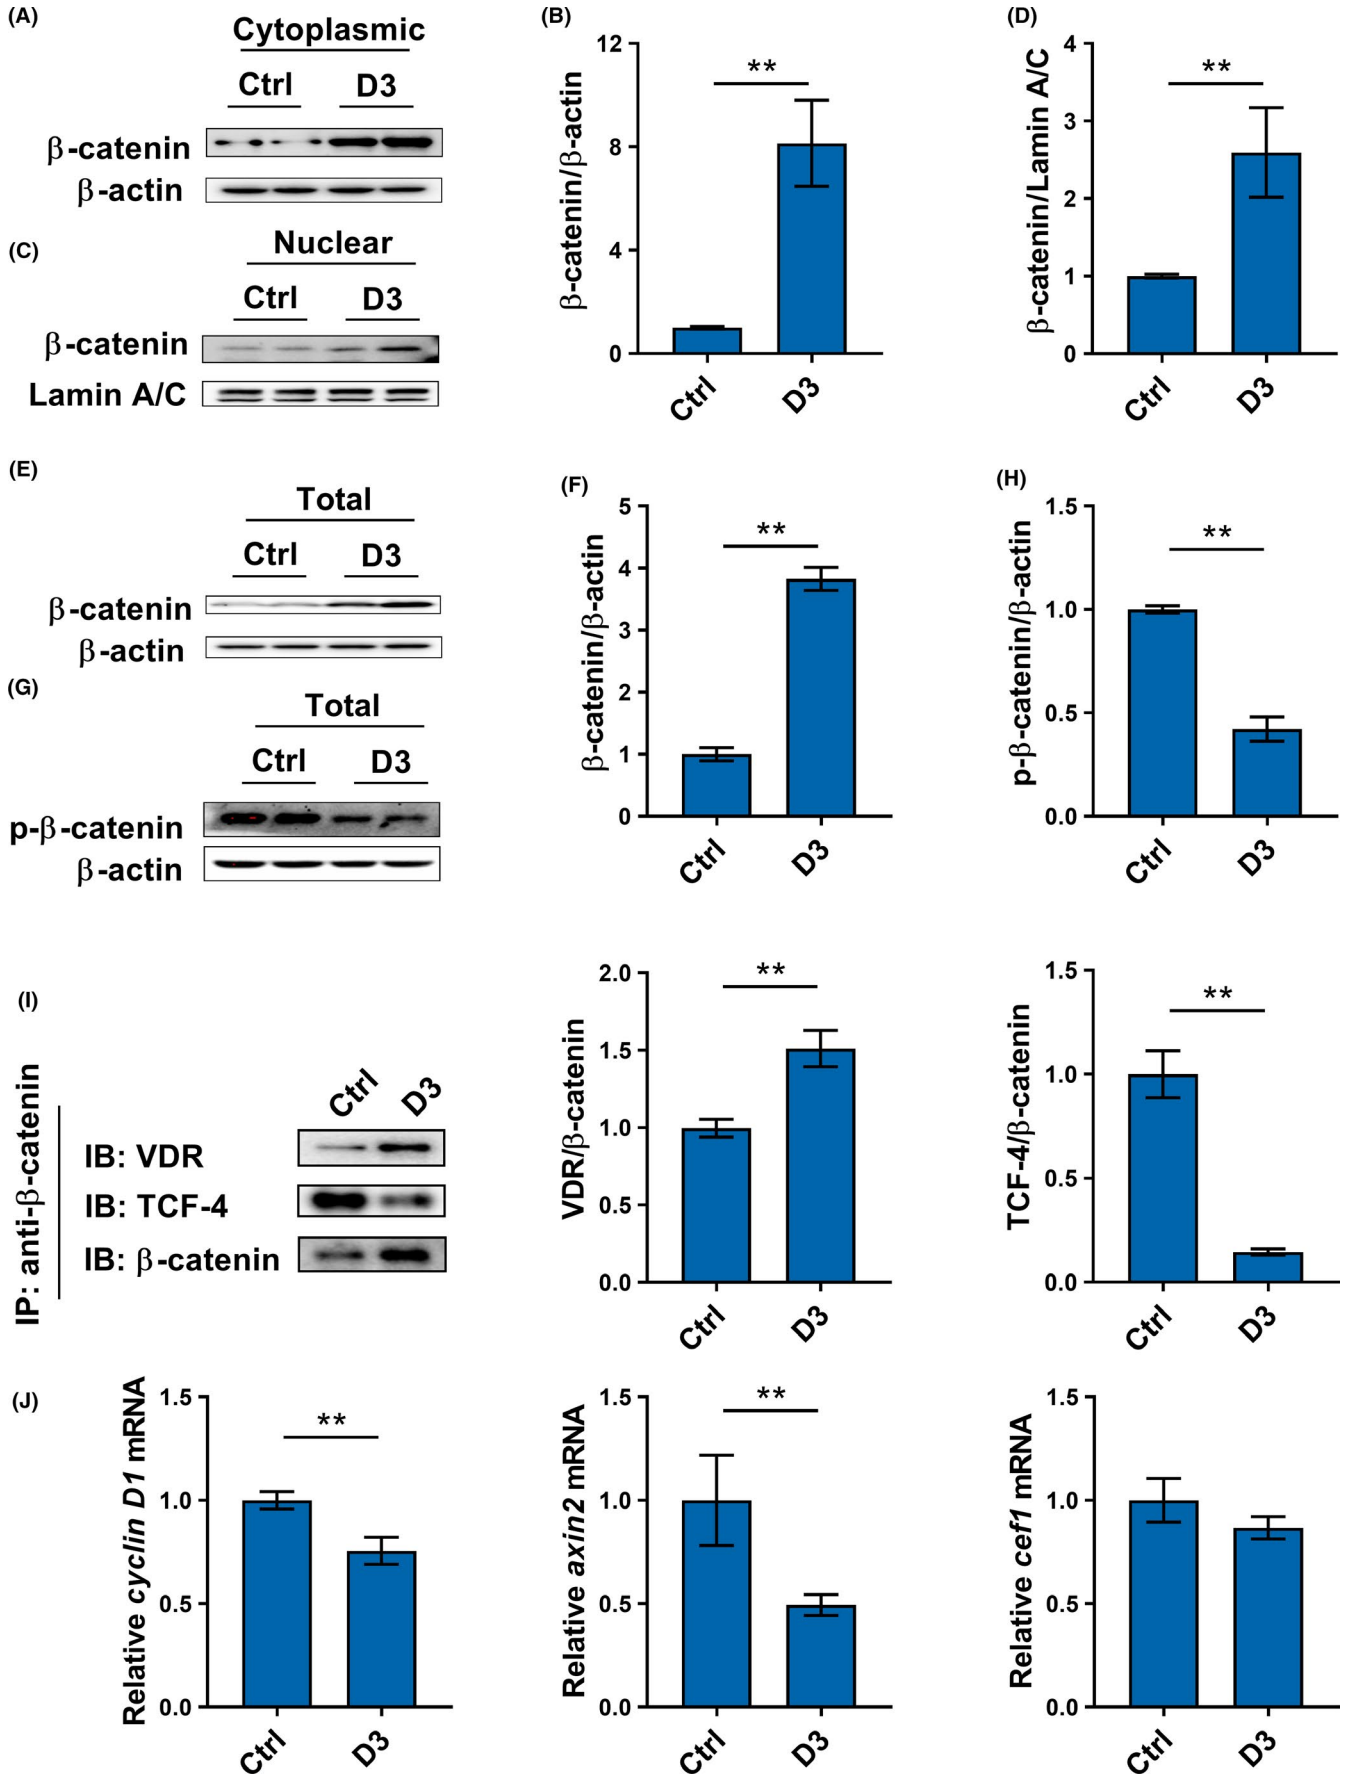 (A)
Cytoplasmic
Ctrl D3
β-catenin
β-actin
(B)
β-catenin/β-actin
12
8
4
0
**
Ctrl D3
(C)
Nuclear
Ctrl D3
β-catenin
Lamin A/C
(D)
β-catenin/Lamin A/C
4
3
2
1
0
**
Ctrl D3
(E)
Total
Ctrl D3
β-catenin
β-actin
(F)
β-catenin/β-actin
5
4
3
2
1
0
**
Ctrl D3
(G)
Total
Ctrl D3
p-β-catenin
β-actin
(H)
p-β-catenin/β-actin
1.5
1.0
0.5
0.0
**
Ctrl D3
(I)
IP: anti-β-catenin
Ctrl D3
IB: VDR
IB: TCF-4
IB: β-catenin
VDR/β-catenin
2.0
1.5
1.0
0.5
0.0
**
Ctrl D3
TCF-4/β-catenin
1.5
1.0
0.5
0.0
**
Ctrl D3
(J)
Relative cyclin D1 mRNA
1.5
1.0
0.5
0.0
**
Ctrl D3
Relative axin2 mRNA
1.5
1.0
0.5
0.0
**
Ctrl D3
Relative cef1 mRNA
1.5
1.0
0.5
0.0
Ctrl D3